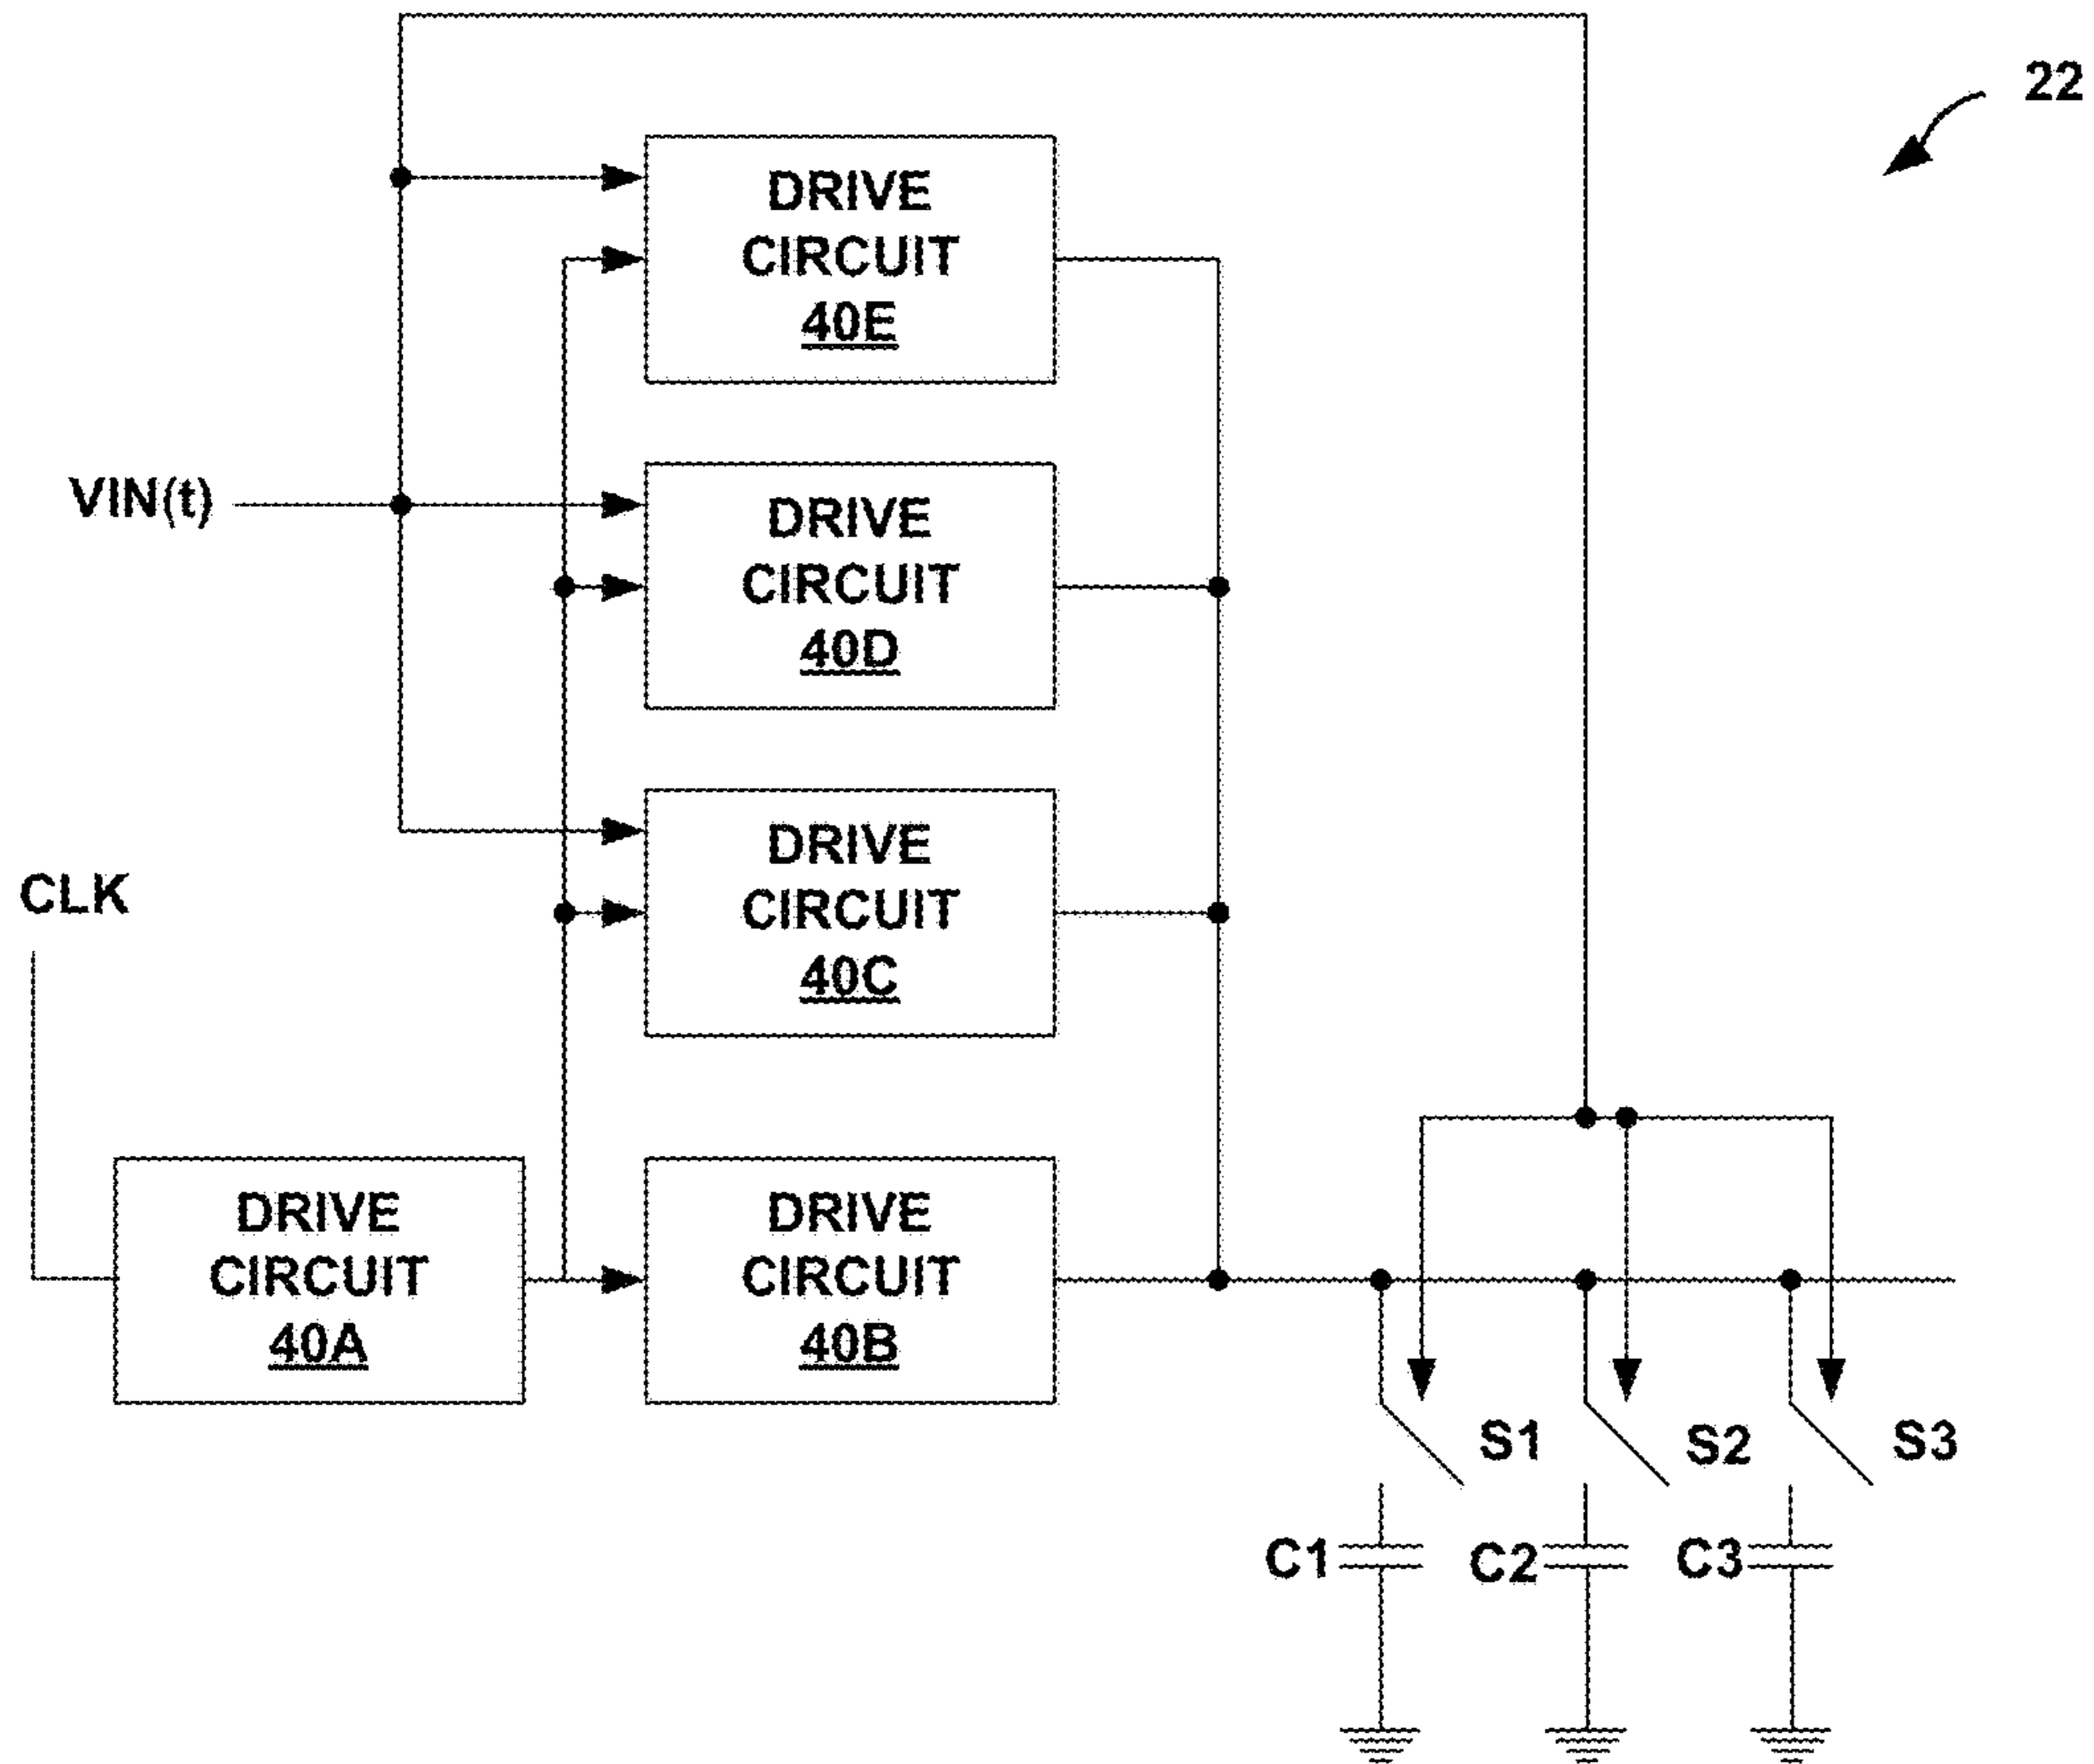 22
DRIVE
CIRCUIT
40E
VIN(t)
DRIVE
CIRCUIT
40D
DRIVE
CIRCUIT
40C
CLK
DRIVE
CIRCUIT
40A
DRIVE
CIRCUIT
40B
S1
S2
S3
C1
C2
C3